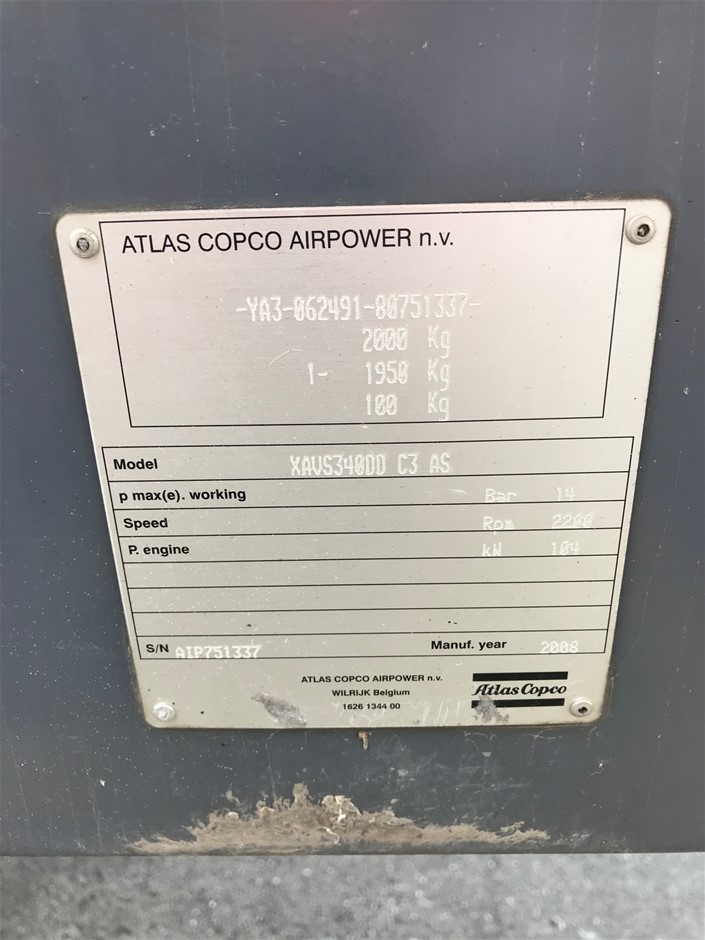 ATLAS COPCO AIRPOWER n.v.
-YA3-062491-80751337-
2000 Kg
1- 1950 Kg
100 Kg
Model XAVS340DD C3 AS
p max(e). working Bar 14
Speed Rpm 2200
P. engine kW 104
S/N AIP751337 Manuf. year 2008
ATLAS COPCO AIRPOWER n.v.
WILRIJK Belgium
1626 1344 00
Atlas Copco